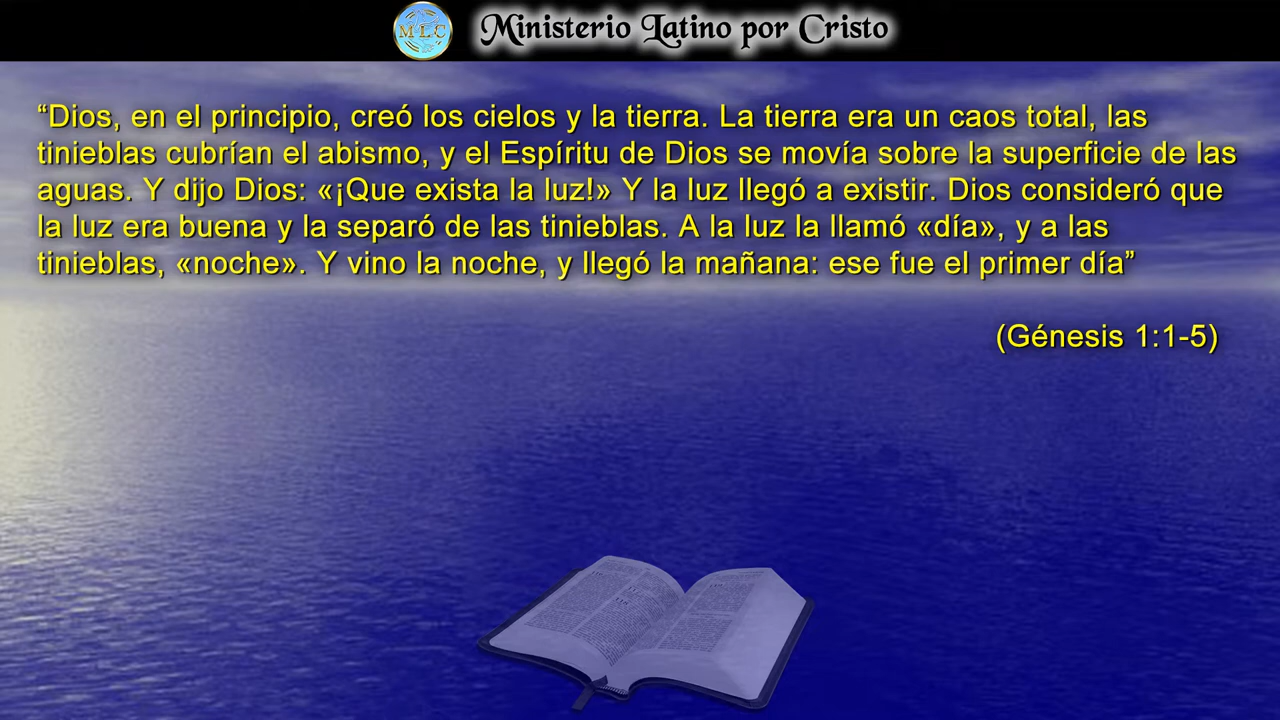 MLC
Ministerio Latino por Cristo
“Dios, en el principio, creó los cielos y la tierra. La tierra era un caos total, las
tinieblas cubrían el abismo, y el Espíritu de Dios se movía sobre la superficie de las
aguas. Y dijo Dios: «¡Que exista la luz!» Y la luz llegó a existir. Dios consideró que
la luz era buena y la separó de las tinieblas. A la luz la llamó «día», y a las
tinieblas, «noche». Y vino la noche, y llegó la mañana: ese fue el primer día”
(Génesis 1:1-5)